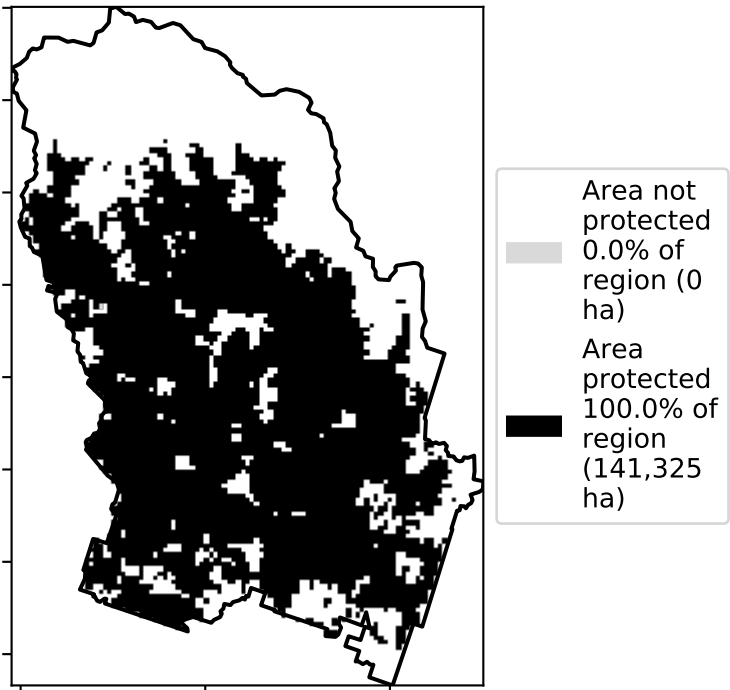 Area not
protected
0.0% of
region (0
ha)
Area
protected
100.0% of
region
(141,325
ha)